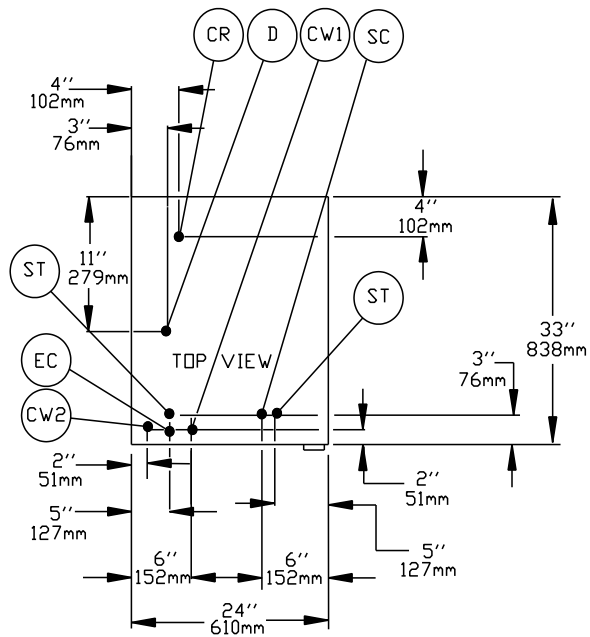 CR
D
CW1
SC
4''
102mm
3''
76mm
4''
102mm
11''
279mm
ST
ST
33''
838mm
TOP VIEW
EC
3''
76mm
CW2
2''
51mm
2''
51mm
5''
127mm
5''
127mm
6''
152mm
6''
152mm
24''
610mm